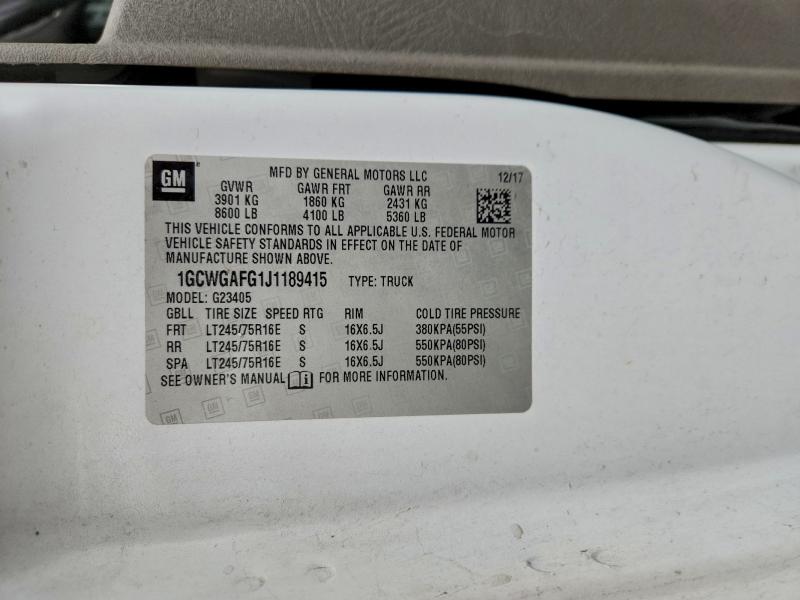 GM
MFD BY GENERAL MOTORS LLC 12/17
GVWR GAWR FRT GAWR RR
3901 KG 1860 KG 2431 KG
8600 LB 4100 LB 5360 LB
THIS VEHICLE CONFORMS TO ALL APPLICABLE U.S. FEDERAL MOTOR
VEHICLE SAFETY STANDARDS IN EFFECT ON THE DATE OF
MANUFACTURE SHOWN ABOVE.
1GCWGAFG1J1189415 TYPE: TRUCK
MODEL: G23405
GBLL TIRE SIZE SPEED RTG RIM COLD TIRE PRESSURE
FRT LT245/75R16E S 16X6.5J 380KPA(55PSI)
RR LT245/75R16E S 16X6.5J 550KPA(80PSI)
SPA LT245/75R16E S 16X6.5J 550KPA(80PSI)
SEE OWNER'S MANUAL FOR MORE INFORMATION.